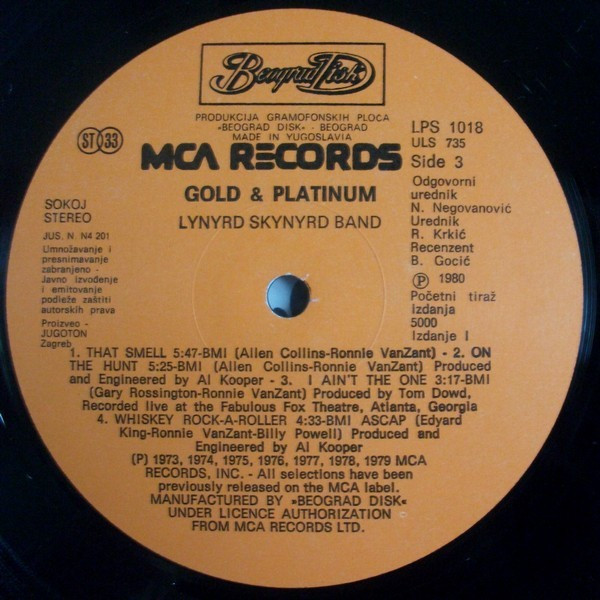 Beograd Disk
PRODUKCIJA GRAMOFONSKIH PLOČA
»BEOGRAD DISK« - BEOGRAD
MADE IN YUGOSLAVIA
ST 33
MCA RECORDS
LPS 1018
ULS 735
Side 3
GOLD & PLATINUM
LYNYRD SKYNYRD BAND
SOKOJ
STEREO
JUS. N N4 201
Umnožavanje i
presnimavanje
zabranjeno -
Javno izvođenje
i emitovanje
podleže zaštiti
autorskih prava
Proizveo -
JUGOTON
Zagreb
Odgovorni
urednik
N. Negovanović
Urednik
R. Krkić
Recenzent
B. Gocić
Ⓟ 1980
Početni tiraž
Izdanja
5000
Izdanje I
1. THAT SMELL 5:47-BMI (Allen Collins-Ronnie VanZant) - 2. ON
THE HUNT 5:25-BMI (Allen Collins-Ronnie VanZant) Produced
and Engineered by Al Kooper - 3. I AIN'T THE ONE 3:17-BMI
(Gary Rossington-Ronnie VanZant) Produced by Tom Dowd,
Recorded live at the Fabulous Fox Theatre, Atlanta, Georgia
4. WHISKEY ROCK-A-ROLLER 4:33-BMI ASCAP (Edyard
King-Ronnie VanZant-Billy Powell) Produced and
Engineered by Al Kooper
(P) 1973, 1974, 1975, 1976, 1977, 1978, 1979 MCA
RECORDS, INC. - All selections have been
previously released on the MCA label.
MANUFACTURED BY »BEOGRAD DISK«
UNDER LICENCE AUTHORIZATION
FROM MCA RECORDS LTD.